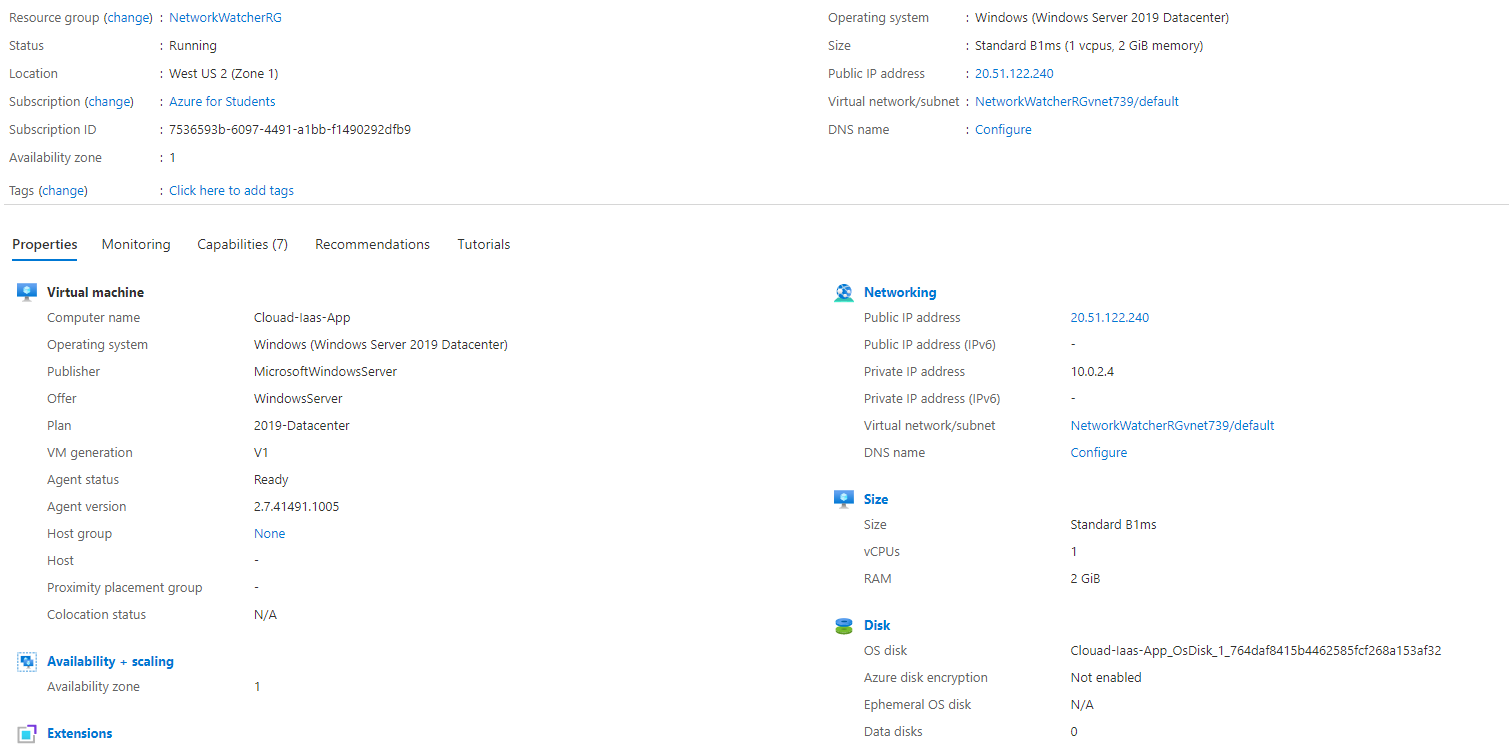 Resource group (change) : NetworkWatcherRG
Status : Running
Location : West US 2 (Zone 1)
Subscription (change) : Azure for Students
Subscription ID : 7536593b-6097-4491-a1bb-f1490292dfb9
Availability zone : 1
Tags (change) : Click here to add tags
Operating system : Windows (Windows Server 2019 Datacenter)
Size : Standard B1ms (1 vcpus, 2 GiB memory)
Public IP address : 20.51.122.240
Virtual network/subnet : NetworkWatcherRGvnet739/default
DNS name : Configure
Properties Monitoring Capabilities (7) Recommendations Tutorials
Virtual machine
Computer name Clouad-Iaas-App
Operating system Windows (Windows Server 2019 Datacenter)
Publisher MicrosoftWindowsServer
Offer WindowsServer
Plan 2019-Datacenter
VM generation V1
Agent status Ready
Agent version 2.7.41491.1005
Host group None
Host -
Proximity placement group -
Colocation status N/A
Availability + scaling
Availability zone 1
Extensions
Networking
Public IP address 20.51.122.240
Public IP address (IPv6) -
Private IP address 10.0.2.4
Private IP address (IPv6) -
Virtual network/subnet NetworkWatcherRGvnet739/default
DNS name Configure
Size
Size Standard B1ms
vCPUs 1
RAM 2 GiB
Disk
OS disk Clouad-Iaas-App_OsDisk_1_764daf8415b4462585fcf268a153af32
Azure disk encryption Not enabled
Ephemeral OS disk N/A
Data disks 0